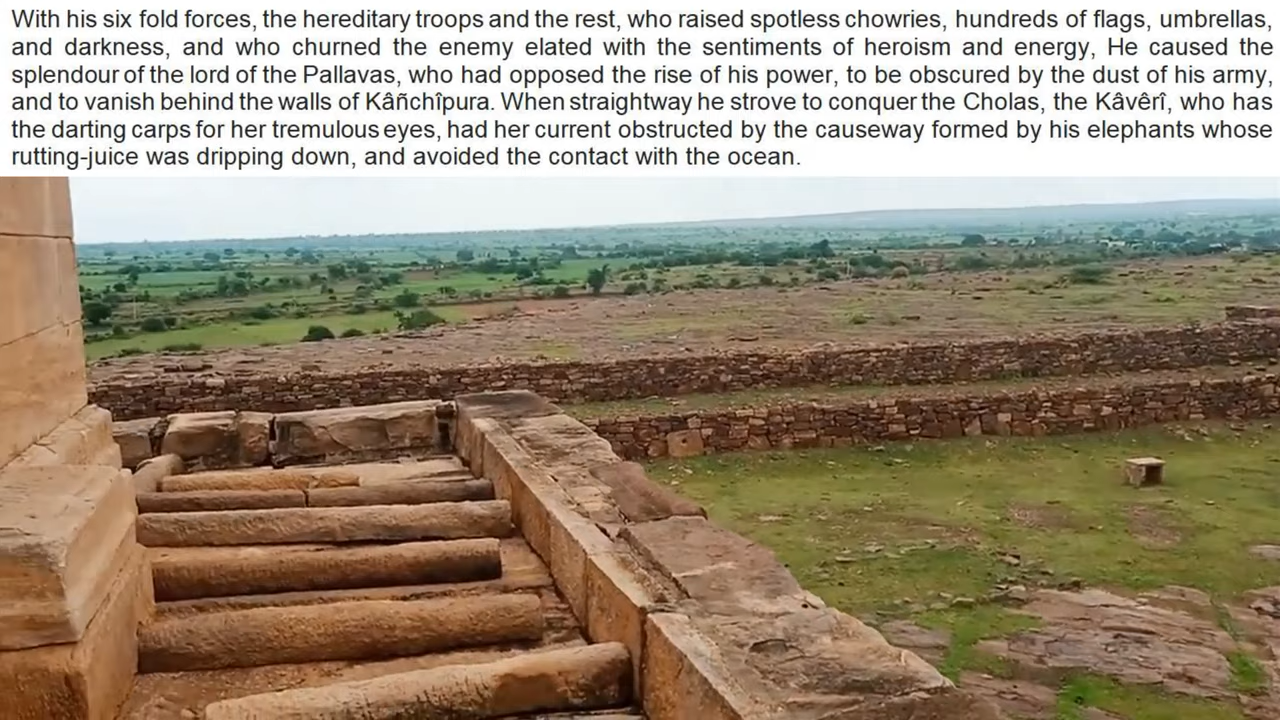 With his six fold forces, the hereditary troops and the rest, who raised spotless chowries, hundreds of flags, umbrellas,
and darkness, and who churned the enemy elated with the sentiments of heroism and energy, He caused the
splendour of the lord of the Pallavas, who had opposed the rise of his power, to be obscured by the dust of his army,
and to vanish behind the walls of Kâñchîpura. When straightway he strove to conquer the Cholas, the Kâvêrî, who has
the darting carps for her tremulous eyes, had her current obstructed by the causeway formed by his elephants whose
rutting-juice was dripping down, and avoided the contact with the ocean.